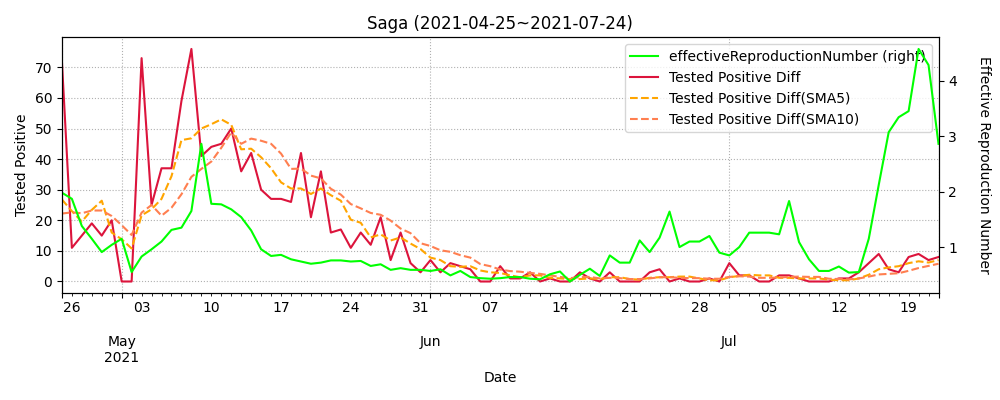 Saga (2021-04-25~2021-07-24)
effectiveReproductionNumber (right)
Tested Positive Diff
Tested Positive Diff(SMA5)
Tested Positive Diff(SMA10)
Tested Positive
70
60
50
40
30
20
10
0
4
3
2
1
Effective Reproduction Number
26 03 10 17 24 31 07 14 21 28 05 12 19
May Jun Jul
2021
Date